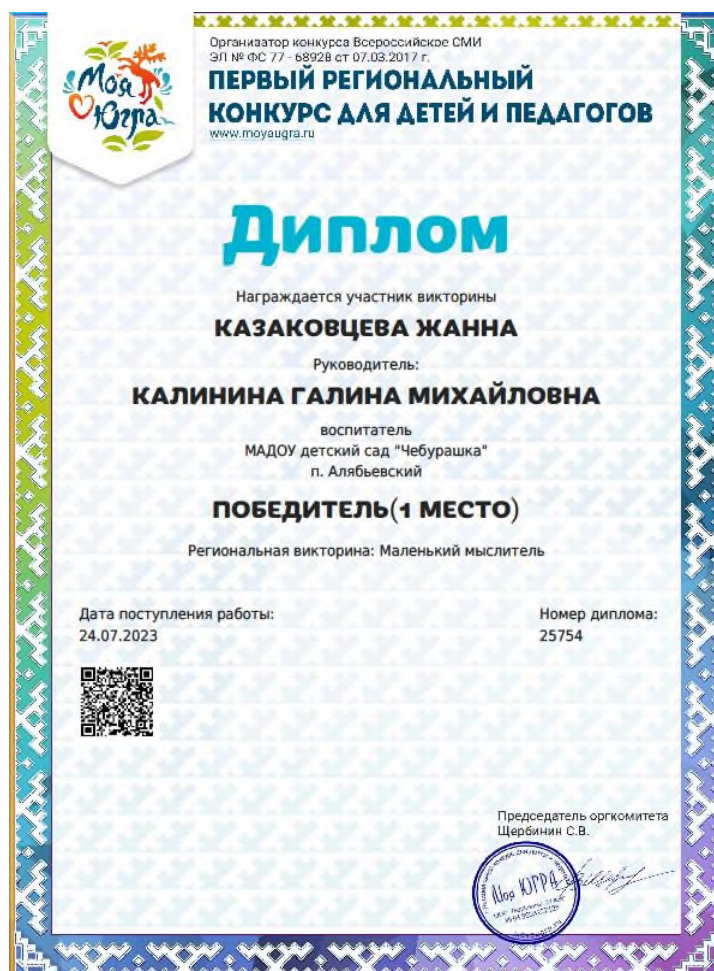 Моя
Югра
Организатор конкурса Всероссийское СМИ
ЭЛ № ФС 77 - 68928 от 07.03.2017 г.
ПЕРВЫЙ РЕГИОНАЛЬНЫЙ
КОНКУРС ДЛЯ ДЕТЕЙ И ПЕДАГОГОВ
www.moyaugra.ru
Диплом
Награждается участник викторины
КАЗАКОВЦЕВА ЖАННА
Руководитель:
КАЛИНИНА ГАЛИНА МИХАЙЛОВНА
воспитатель
МАДОУ детский сад "Чебурашка"
п. Алябьевский
ПОБЕДИТЕЛЬ(1 МЕСТО)
Региональная викторина: Маленький мыслитель
Дата поступления работы:
24.07.2023
Номер диплома:
25754
Председатель оргкомитета
Щербинин С.В.
Моя ЮГРА